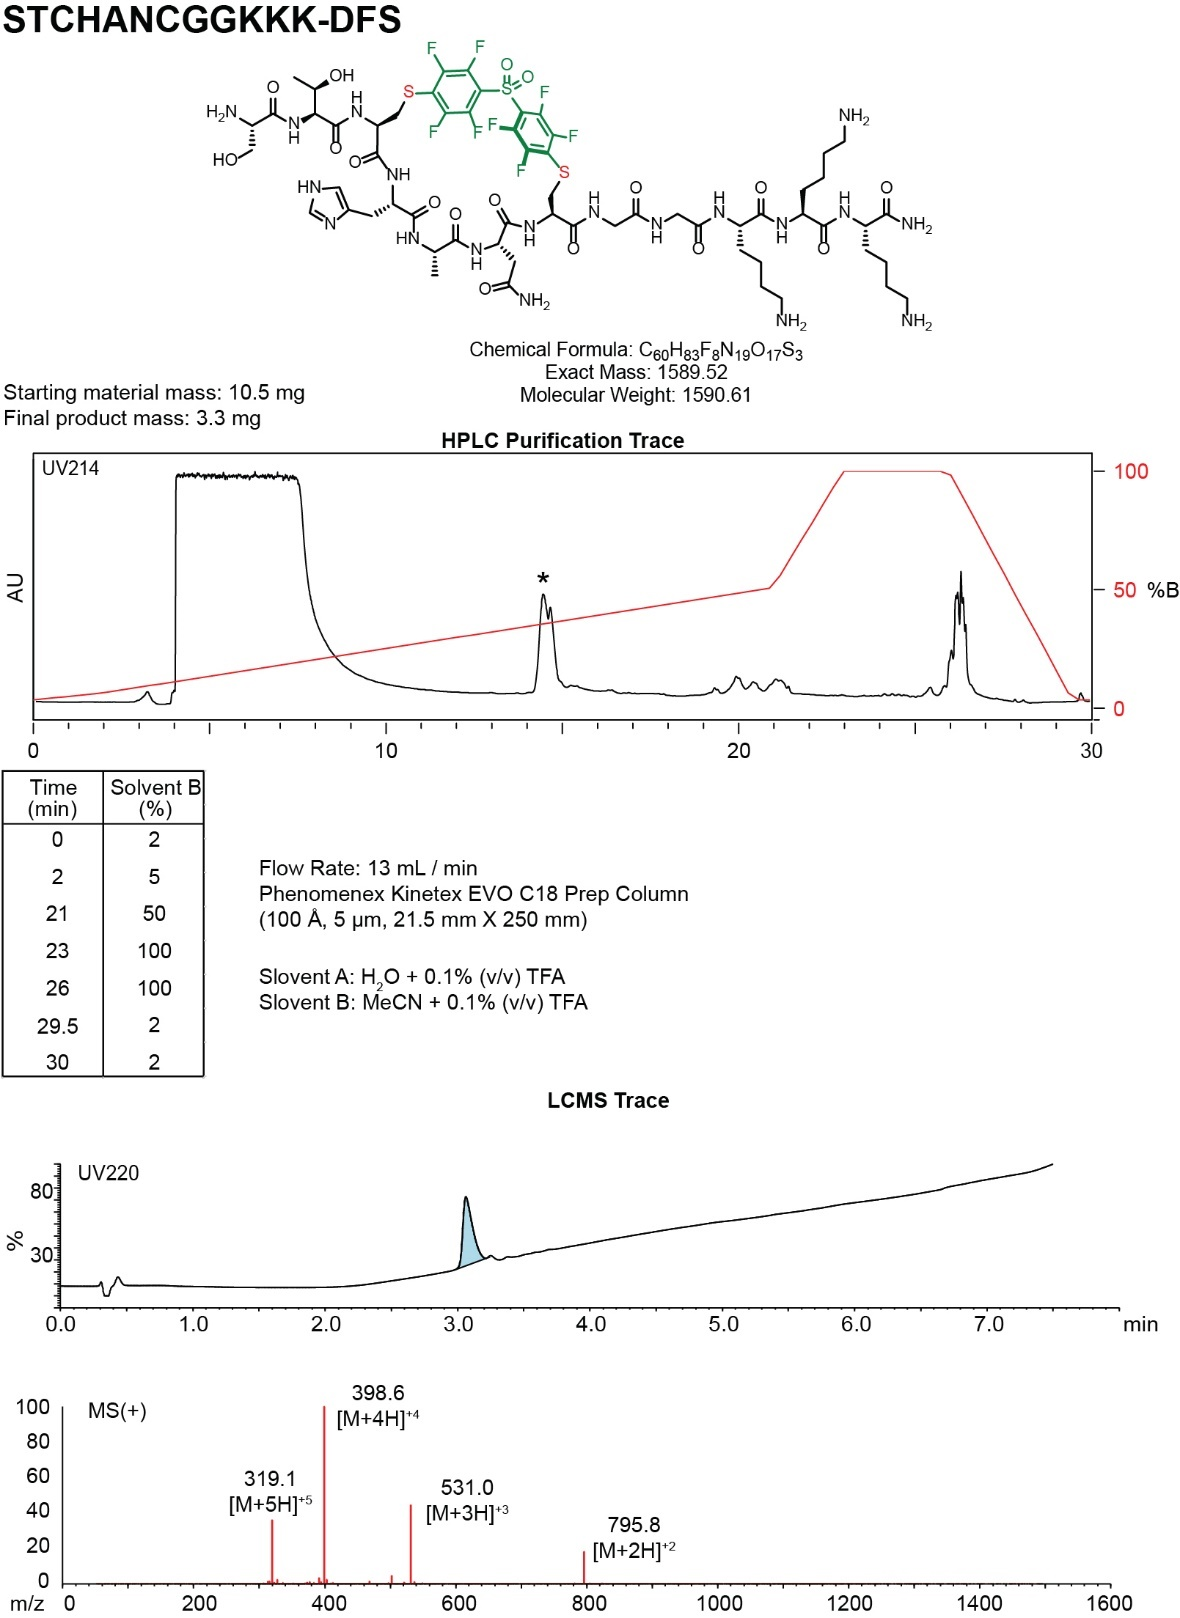 STCHANCGGKKK-DFS
F F
O O
S S
F F F F F F
OH O H2N N H O H N HO O O NH
HN N O HN O N H O NH2 O N H S O H N O N H O H N O N H O H N O NH2
NH2 NH2 NH2
Chemical Formula: C60H83F8N19O17S3
Exact Mass: 1589.52
Molecular Weight: 1590.61
Starting material mass: 10.5 mg
Final product mass: 3.3 mg
HPLC Purification Trace
UV214
100
50 %B
0
AU
*
0 10 20 30
Time (min) Solvent B (%)
0 2
2 5
21 50
23 100
26 100
29.5 2
30 2
Flow Rate: 13 mL / min
Phenomenex Kinetex EVO C18 Prep Column
(100 Å, 5 µm, 21.5 mm X 250 mm)
Slovent A: H2O + 0.1% (v/v) TFA
Slovent B: MeCN + 0.1% (v/v) TFA
LCMS Trace
UV220
80
%
30
0.0 1.0 2.0 3.0 4.0 5.0 6.0 7.0 min
MS(+)
100
80
60
40
20
0
398.6
[M+4H]+4
319.1
[M+5H]+5
531.0
[M+3H]+3
795.8
[M+2H]+2
m/z 0 200 400 600 800 1000 1200 1400 1600